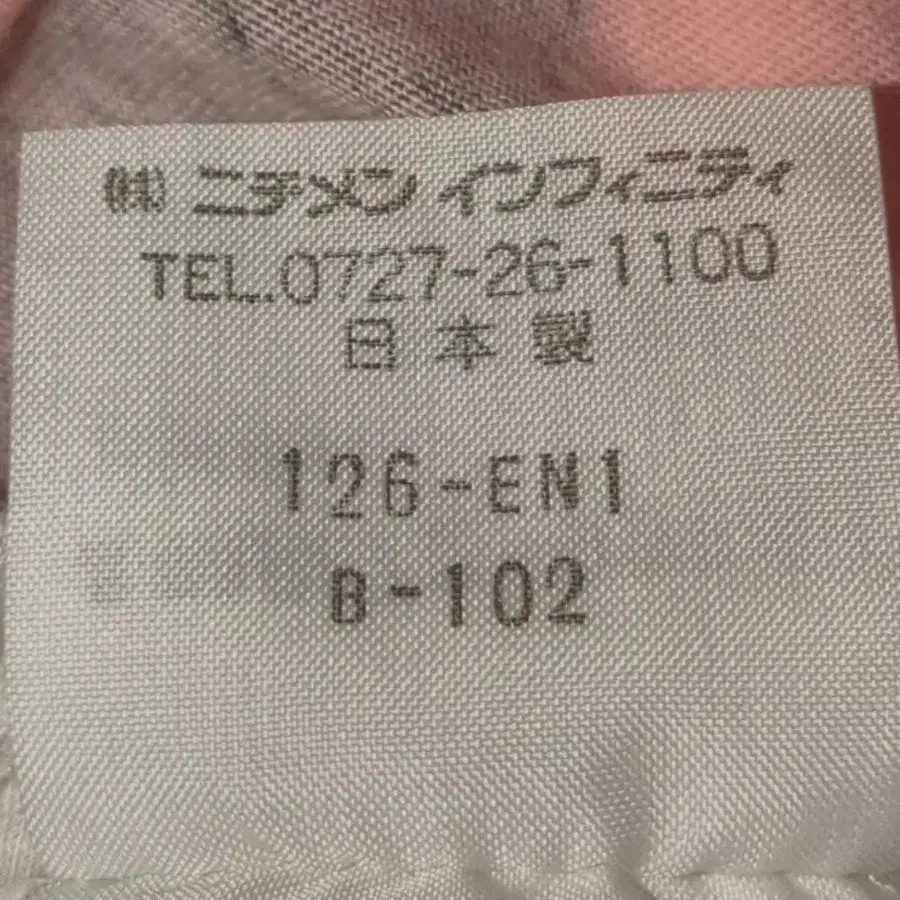 (株) ニチメン インフィニティ
TEL.0727-26-1100
日本製
126-EN1
B-102